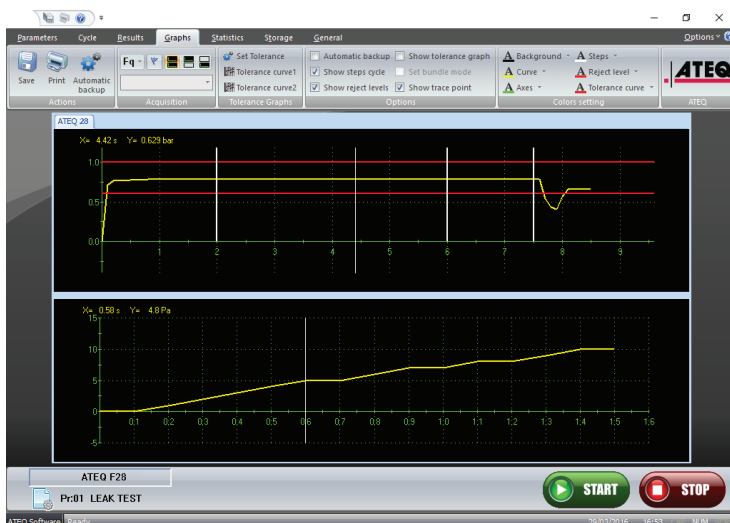 Parameters Cycle Results Graphs Statistics Storage General Options
Save Print Automatic backup
Actions
Fq
Acquisition
Set Tolerance
Tolerance curve1
Tolerance curve2
Tolerance Graphs
Automatic backup Show tolerance graph
Show steps cycle Set bundle mode
Show reject levels Show trace point
Options
A Background A Steps
A Curve A Reject level
A Axes A Tolerance curve
Colors setting
ATEQ
ATEQ
ATEQ 28
X= 4.42 s Y= 0.629 bar
1.0
0.5
0.0
1 2 3 4 5 6 7 8 9
X= 0.58 s Y= 4.8 Pa
15
10
5
0
0.1 0.2 0.3 0.4 0.5 0.6 0.7 0.8 0.9 1.0 1.1 1.2 1.3 1.4 1.5 1.6
-5
ATEQ F28
Pr:01 LEAK TEST
START STOP
ATEQ Software Ready 29/03/2016 16:53 NUM